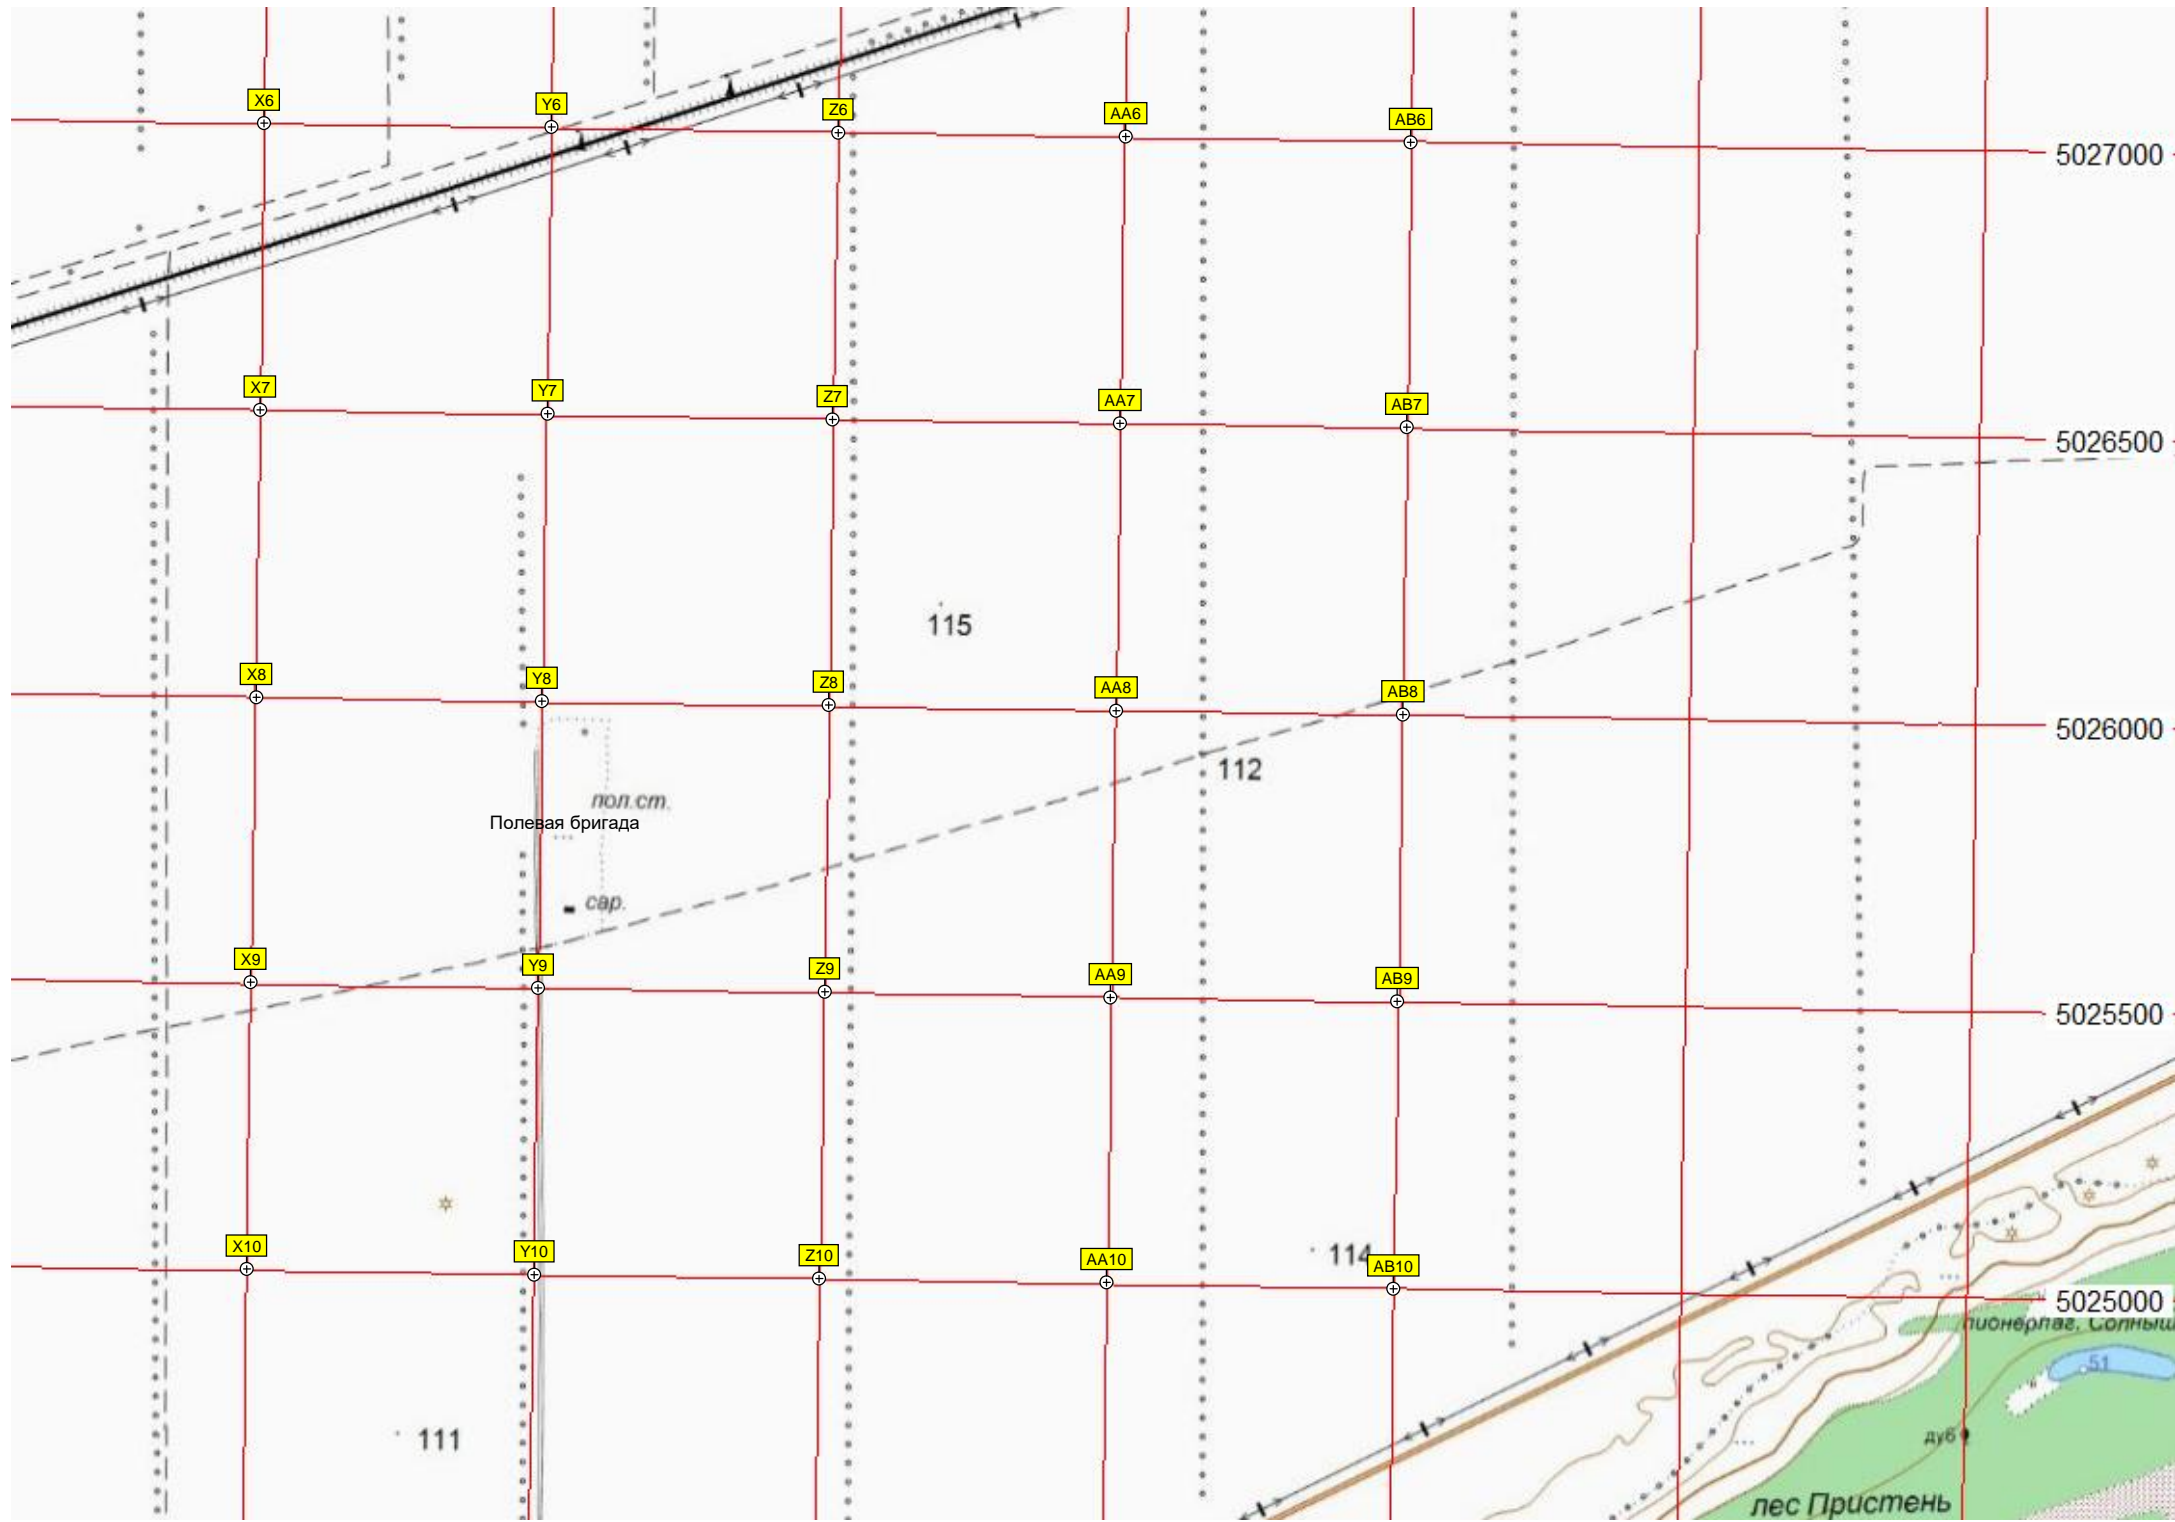 X6
Y6
Z6
AA6
AB6
5027000
X7
Y7
Z7
AA7
AB7
5026500
115
X8
Y8
Z8
AA8
AB8
5026000
112
пол.ст.
Полевая бригада
сар.
X9
Y9
Z9
AA9
AB9
5025500
X10
Y10
Z10
AA10
114
AB10
5025000
пионерлаг. Солныш
51
111
дуб
лес Пристень